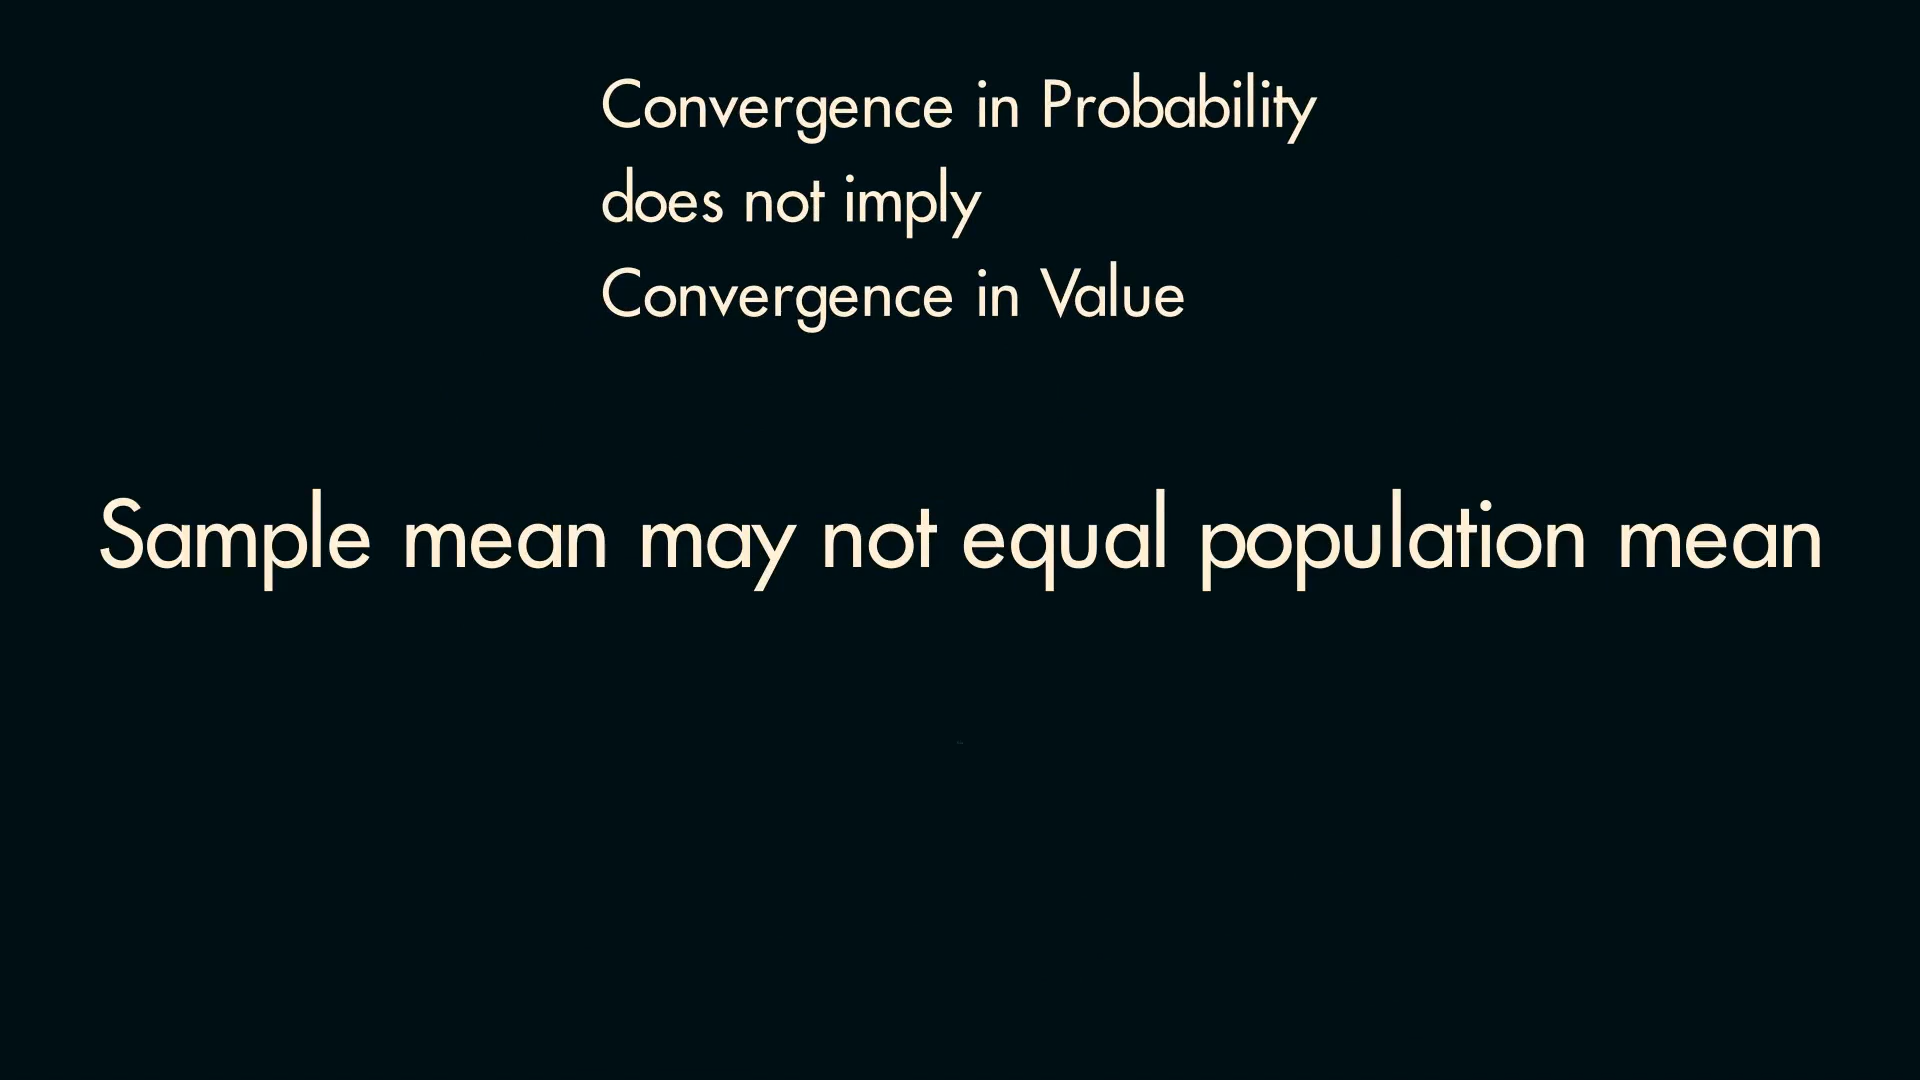 Convergence in Probability
does not imply
Convergence in Value
Sample mean may not equal population mean